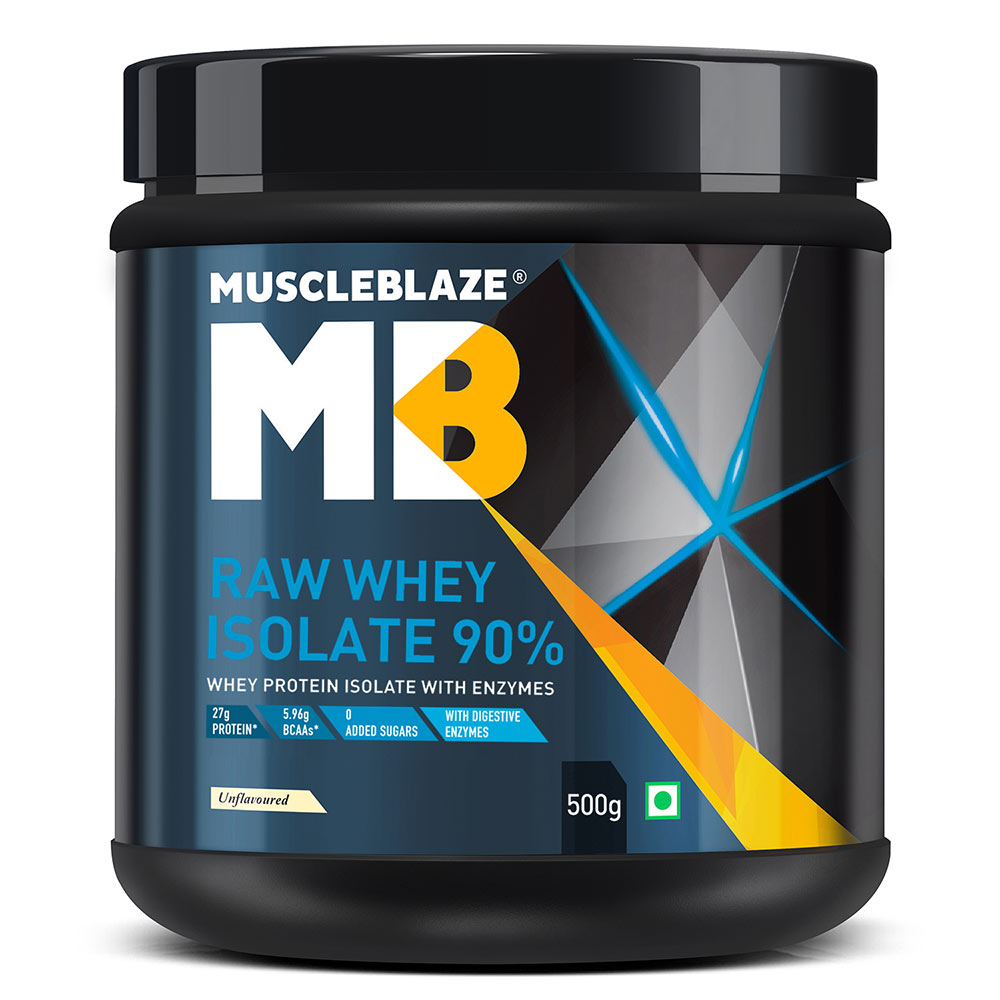 MUSCLEBLAZE®
MB
RAW WHEY
ISOLATE 90%
WHEY PROTEIN ISOLATE WITH ENZYMES
27g
PROTEIN*
5.96g
BCAAs*
0
ADDED SUGARS
WITH DIGESTIVE
ENZYMES
Unflavoured
500g